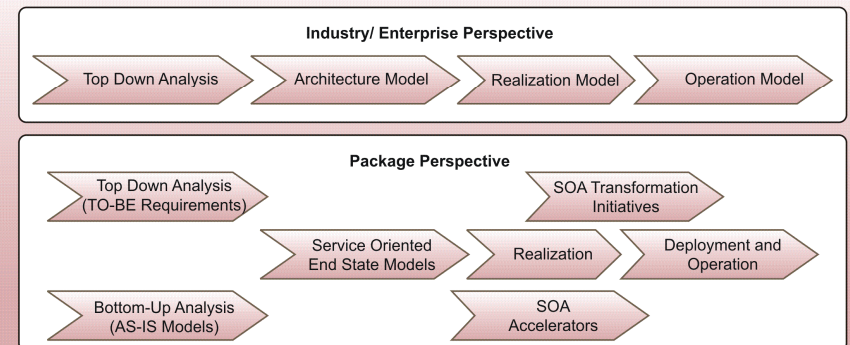 Industry/ Enterprise Perspective
Top Down Analysis
Architecture Model
Realization Model
Operation Model
Package Perspective
Top Down Analysis
(TO-BE Requirements)
SOA Transformation
Initiatives
Service Oriented
End State Models
Realization
Deployment and
Operation
Bottom-Up Analysis
(AS-IS Models)
SOA
Accelerators